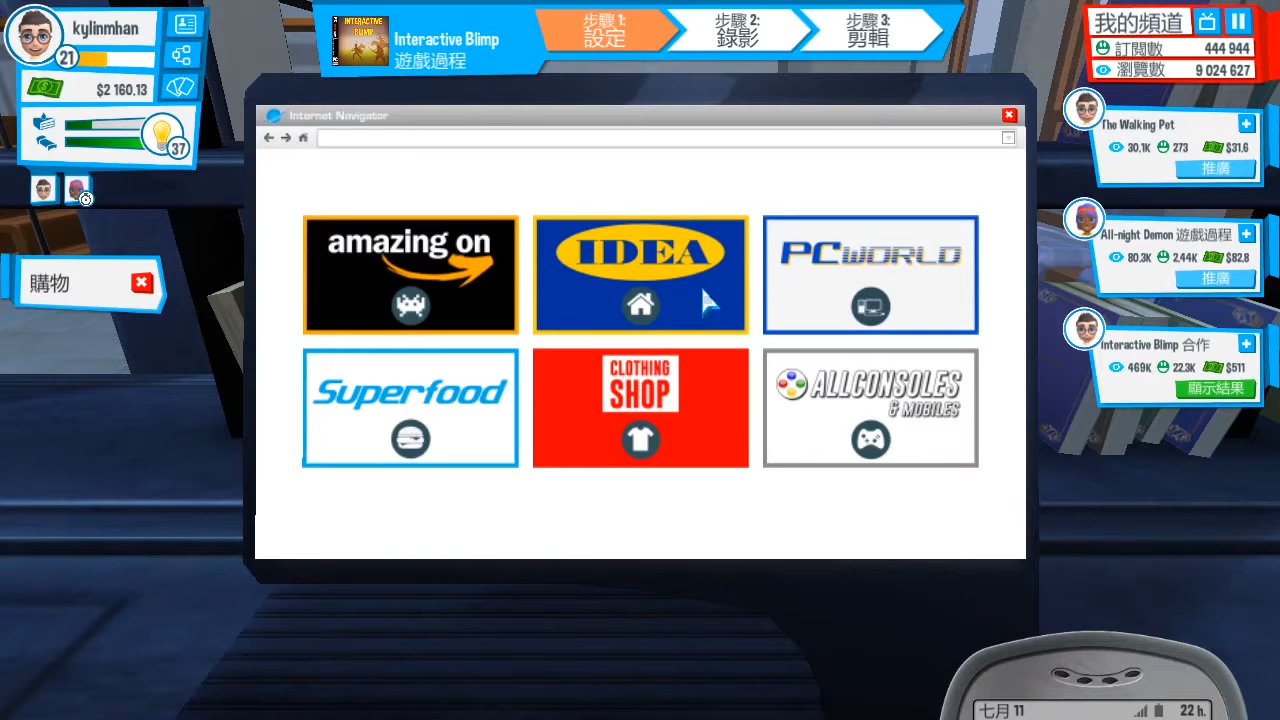 kylinmhan
21
$2 160.13
37
購物
INTERACTIVE
BLIMP
Interactive Blimp
遊戲過程
步驟 1:
設定
步驟 2:
錄影
步驟 3:
剪輯
我的頻道
訂閱數 444 944
瀏覽數 9 024 627
The Walking Pet
30.1K 273 $31.6
推廣
All-night Demon 遊戲過程
80.3K 2.44K $82.8
推廣
Interactive Blimp 合作
469K 22.3K $511
顯示結果
Internet Navigator
amazing on
IDEA
PC WORLD
Superfood
CLOTHING
SHOP
ALLCONSOLES
& MOBILES
七月 11 22 h.